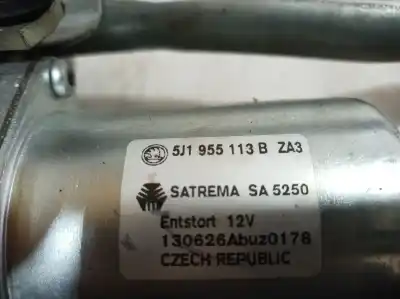 5J1 955 113 B ZA3
SATREMA SA 5250
Entstort 12V
130626Abuz0178
CZECH REPUBLIC